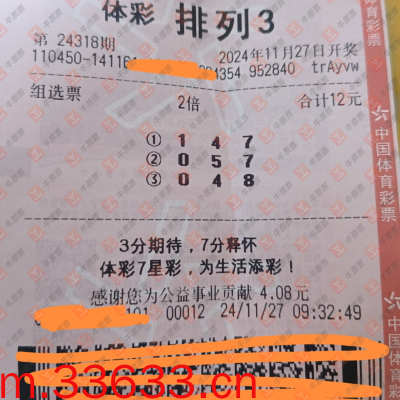 体彩 排列3
第 24318期 2024年11月27日开奖
110450-14116 354 952840 trAyvw
组选票 2倍 合计12元
① 1 4 7
② 0 5 7
③ 0 4 8
3分期待，7分释怀
体彩7星彩，为生活添彩！
感谢您为公益事业贡献 4.08元
101 00012 24/11/27 09:32:49
m.33633.cn
体育彩票
中国体育彩票